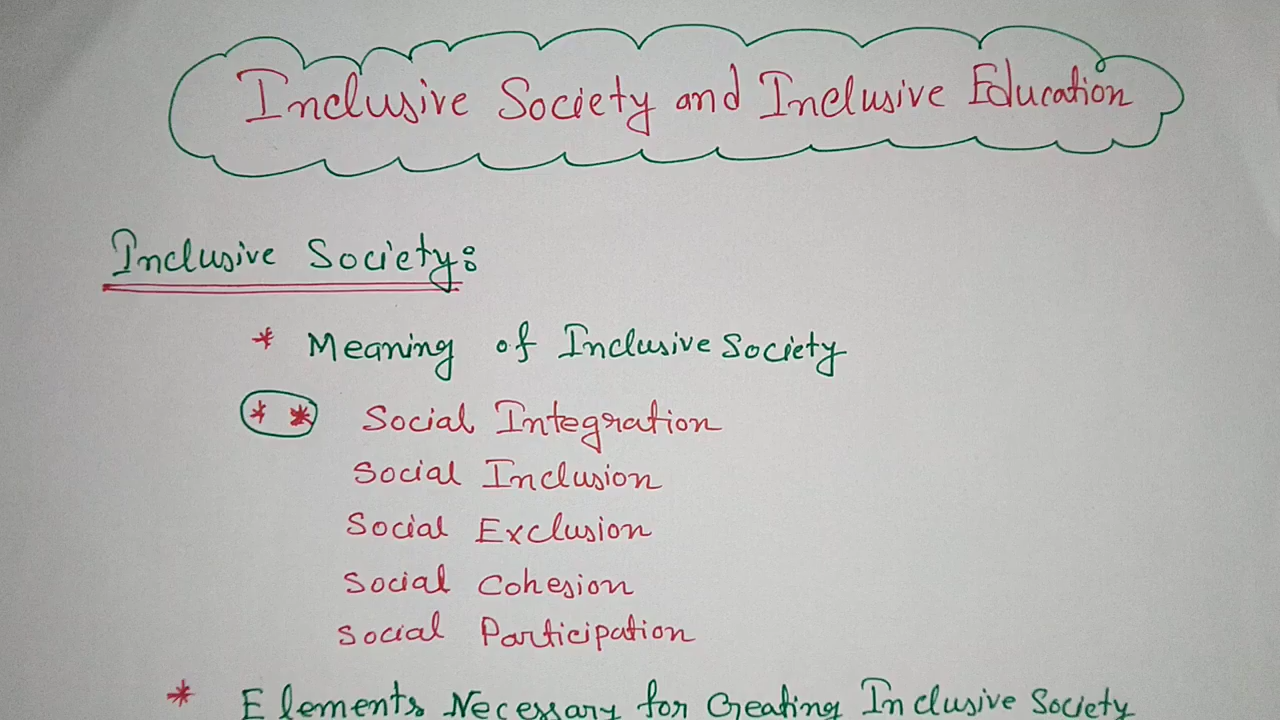 Inclusive Society and Inclusive Education
Inclusive Society:
* Meaning of Inclusive Society
* * Social Integration
Social Inclusion
Social Exclusion
Social Cohesion
Social Participation
* Elements Necessary for Creating Inclusive Society